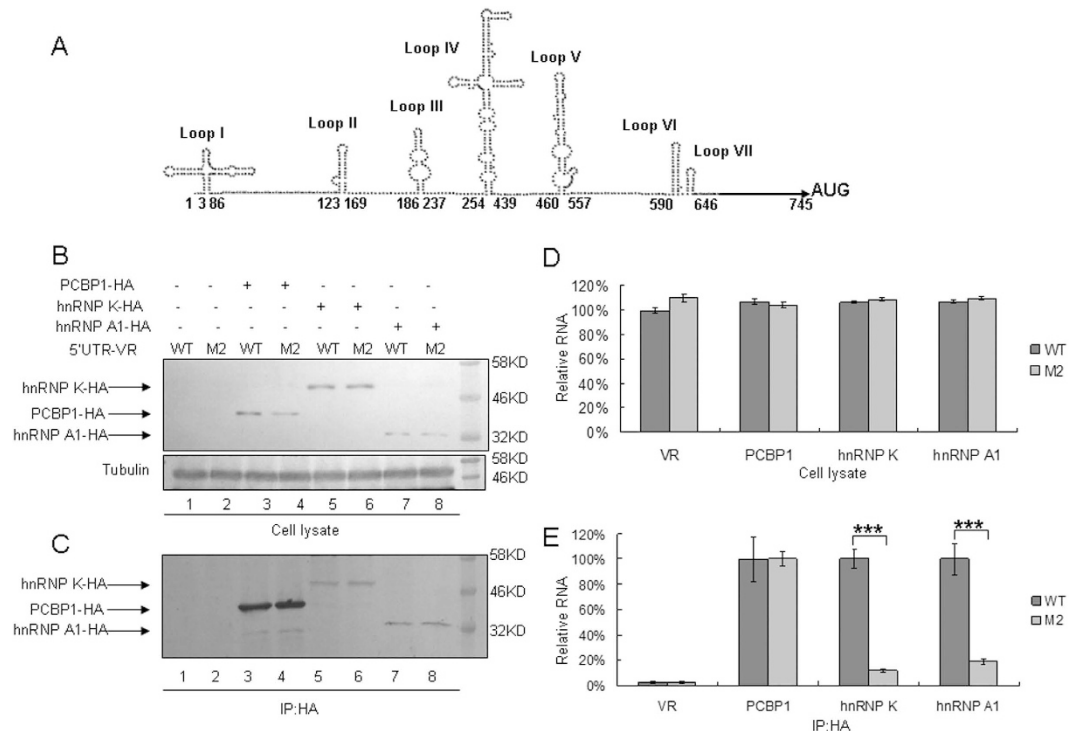 A
Loop I
Loop II
Loop III
Loop IV
Loop V
Loop VI
Loop VII
AUG
1 3 86 123 169 186 237 254 439 460 557 590 646 745
B
PCBP1-HA - - + + - - - -
hnRNP K-HA - - - - + + - -
hnRNP A1-HA - - - - - - + +
5'UTR-VR WT M2 WT M2 WT M2 WT M2
58KD
hnRNP K-HA
46KD
PCBP1-HA
hnRNP A1-HA
32KD
58KD
Tubulin
46KD
1 2 3 4 5 6 7 8
Cell lysate
C
58KD
hnRNP K-HA
46KD
PCBP1-HA
hnRNP A1-HA
32KD
1 2 3 4 5 6 7 8
IP:HA
D
Relative RNA
120%
100%
80%
60%
40%
20%
0%
WT
M2
VR PCBP1 hnRNP K hnRNP A1
Cell lysate
E
Relative RNA
120%
100%
80%
60%
40%
20%
0%
*** ***
WT
M2
VR PCBP1 hnRNP K hnRNP A1
IP:HA